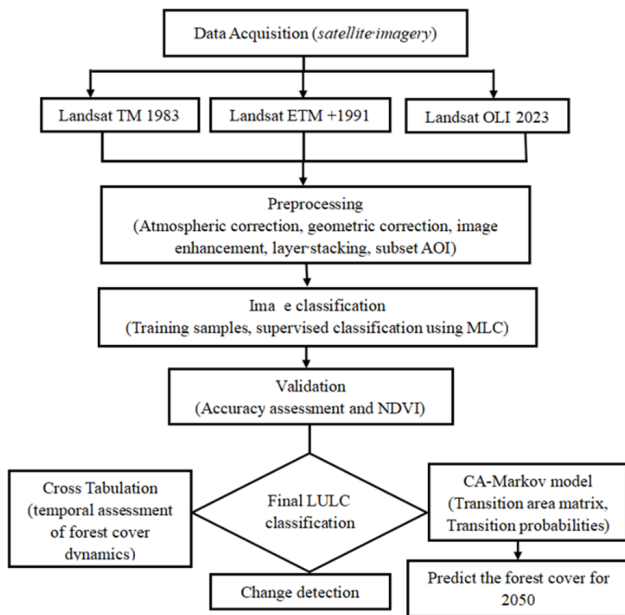 Data Acquisition (satellite imagery)
Landsat TM 1983
Landsat ETM +1991
Landsat OLI 2023
Preprocessing
(Atmospheric correction, geometric correction, image
enhancement, layer stacking, subset AOI)
Ima e classification
(Training samples, supervised classification using MLC)
Validation
(Accuracy assessment and NDVI)
Cross Tabulation
(temporal assessment
of forest cover
dynamics)
Final LULC
classification
CA-Markov model
(Transition area matrix,
Transition probabilities)
Change detection
Predict the forest cover for
2050